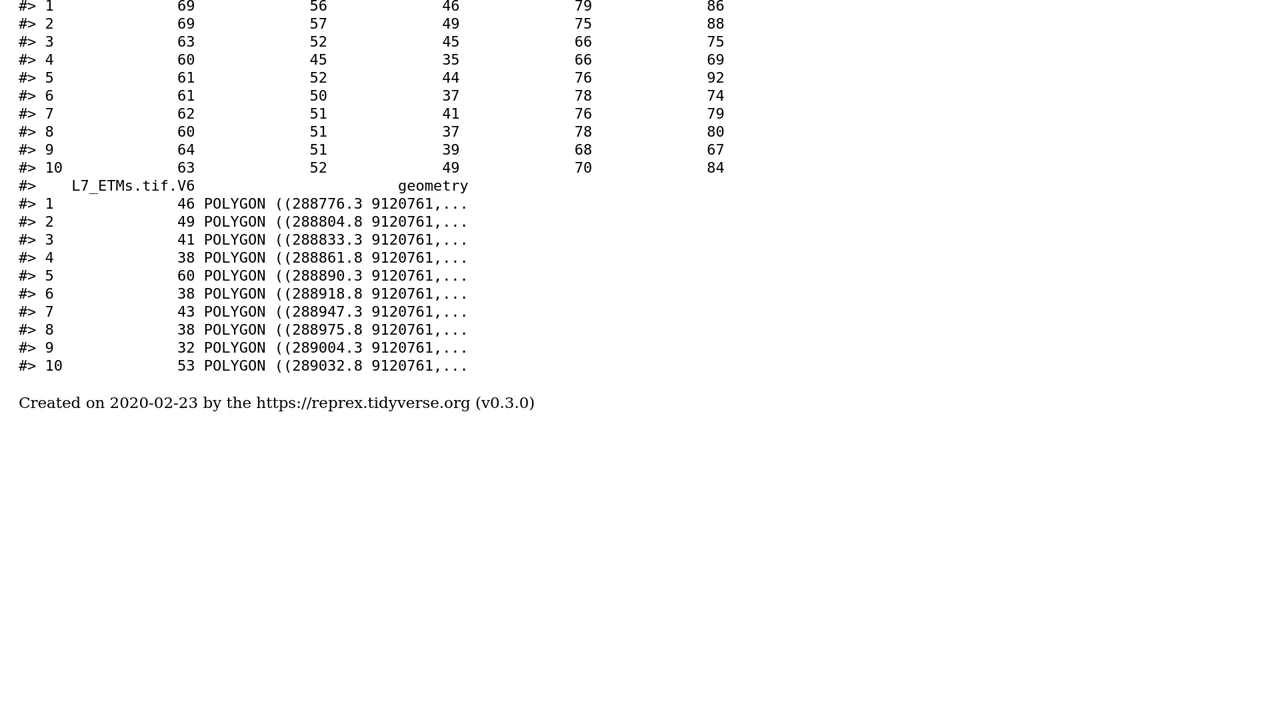 #> 1              69             56             46             79             86
#> 2              69             57             49             75             88
#> 3              63             52             45             66             75
#> 4              60             45             35             66             69
#> 5              61             52             44             76             92
#> 6              61             50             37             78             74
#> 7              62             51             41             76             79
#> 8              60             51             37             78             80
#> 9              64             51             39             68             67
#> 10             63             52             49             70             84
#>    L7_ETMs.tif.V6                       geometry
#> 1              46 POLYGON ((288776.3 9120761,...
#> 2              49 POLYGON ((288804.8 9120761,...
#> 3              41 POLYGON ((288833.3 9120761,...
#> 4              38 POLYGON ((288861.8 9120761,...
#> 5              60 POLYGON ((288890.3 9120761,...
#> 6              38 POLYGON ((288918.8 9120761,...
#> 7              43 POLYGON ((288947.3 9120761,...
#> 8              38 POLYGON ((288975.8 9120761,...
#> 9              32 POLYGON ((289004.3 9120761,...
#> 10             53 POLYGON ((289032.8 9120761,...
Created on 2020-02-23 by the https://reprex.tidyverse.org (v0.3.0)